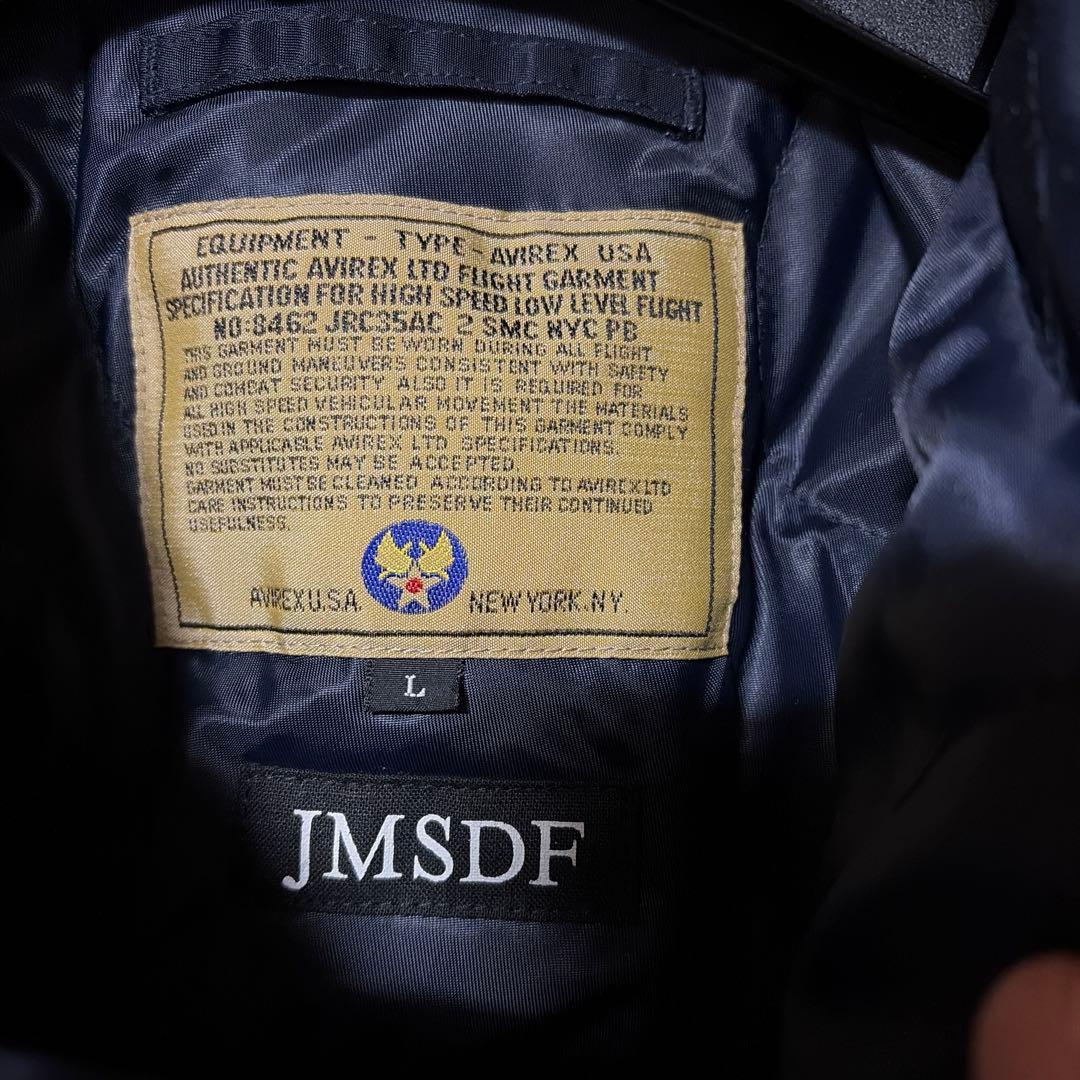 EQUIPMENT - TYPE - AVIREX USA
AUTHENTIC AVIREX LTD FLIGHT GARMENT
SPECIFICATION FOR HIGH SPEED LOW LEVEL FLIGHT
NO:8462 JRC35AC 2 SMC NYC PB
THIS GARMENT MUST BE WORN DURING ALL FLIGHT
AND GROUND MANEUVERS CONSISTENT WITH SAFETY
AND COMBAT SECURITY ALSO IT IS REQUIRED FOR
ALL HIGH SPEED VEHICULAR MOVEMENT THE MATERIALS
USED IN THE CONSTRUCTIONS OF THIS GARMENT COMPLY
WITH APPLICABLE AVIREX LTD SPECIFICATIONS.
NO SUBSTITUTES MAY BE ACCEPTED
GARMENT MUST BE CLEANED ACCORDING TO AVIREX LTD
CARE INSTRUCTIONS TO PRESERVE THEIR CONTINUED
USEFULNESS.
AVIREX U.S.A. NEW YORK.N.Y.
L
JMSDF